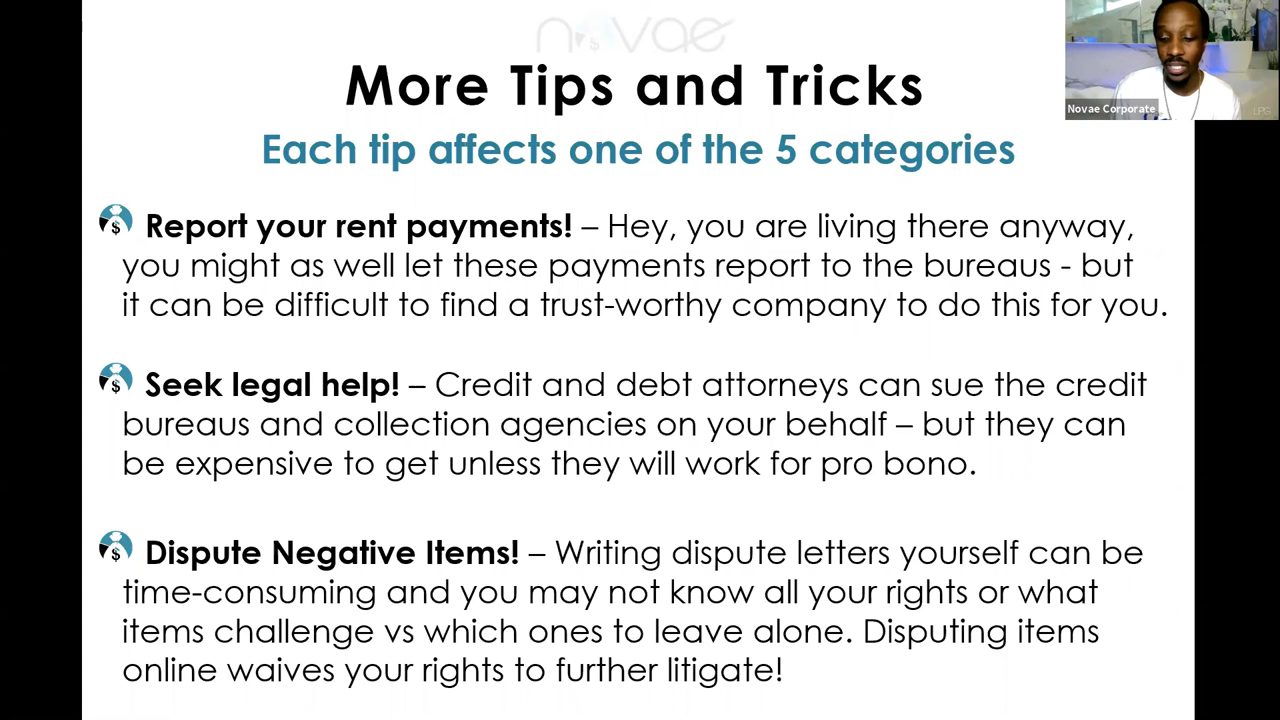 novae
More Tips and Tricks
Novae Corporate
Each tip affects one of the 5 categories
$ Report your rent payments! – Hey, you are living there anyway,
you might as well let these payments report to the bureaus - but
it can be difficult to find a trust-worthy company to do this for you.
$ Seek legal help! – Credit and debt attorneys can sue the credit
bureaus and collection agencies on your behalf – but they can
be expensive to get unless they will work for pro bono.
$ Dispute Negative Items! – Writing dispute letters yourself can be
time-consuming and you may not know all your rights or what
items challenge vs which ones to leave alone. Disputing items
online waives your rights to further litigate!